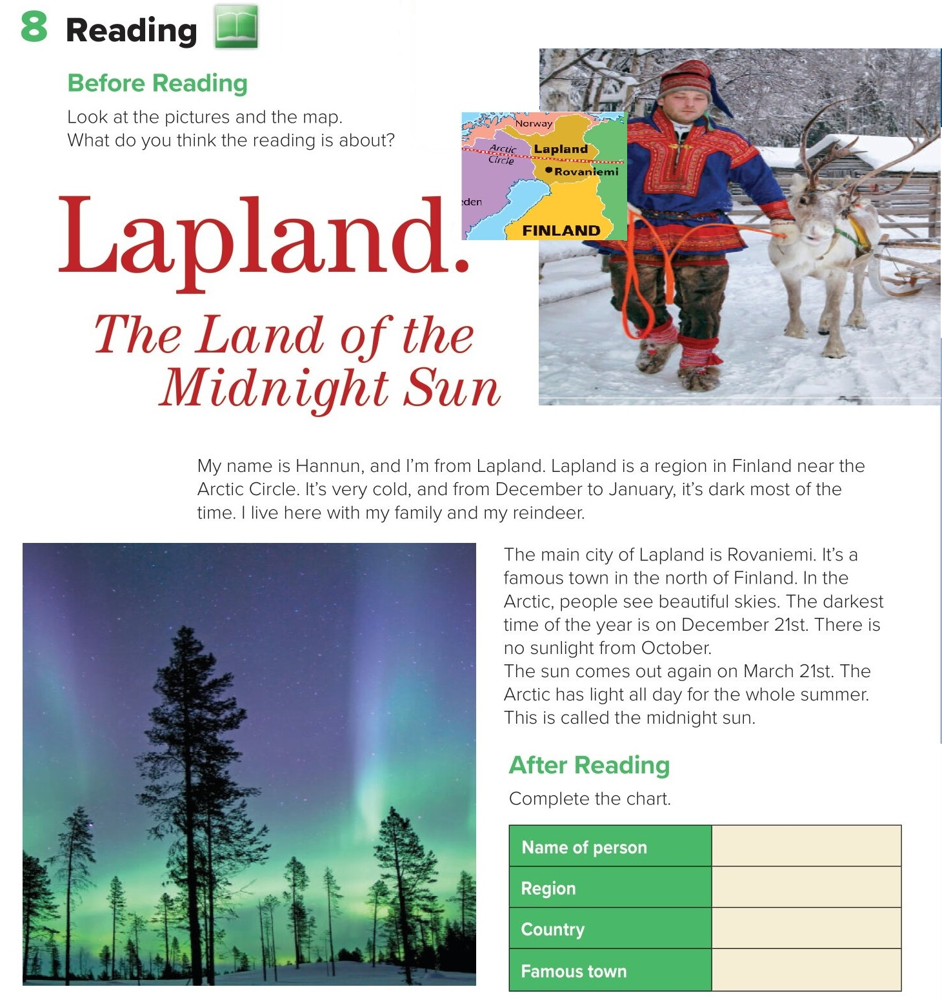 8 Reading
Before Reading
Look at the pictures and the map.
What do you think the reading is about?
Norway
Arctic
Circle
Lapland
Rovaniemi
eden
FINLAND
Lapland.
The Land of the
Midnight Sun
My name is Hannun, and I'm from Lapland. Lapland is a region in Finland near the
Arctic Circle. It's very cold, and from December to January, it's dark most of the
time. I live here with my family and my reindeer.
The main city of Lapland is Rovaniemi. It's a
famous town in the north of Finland. In the
Arctic, people see beautiful skies. The darkest
time of the year is on December 21st. There is
no sunlight from October.
The sun comes out again on March 21st. The
Arctic has light all day for the whole summer.
This is called the midnight sun.
After Reading
Complete the chart.
Name of person
Region
Country
Famous town